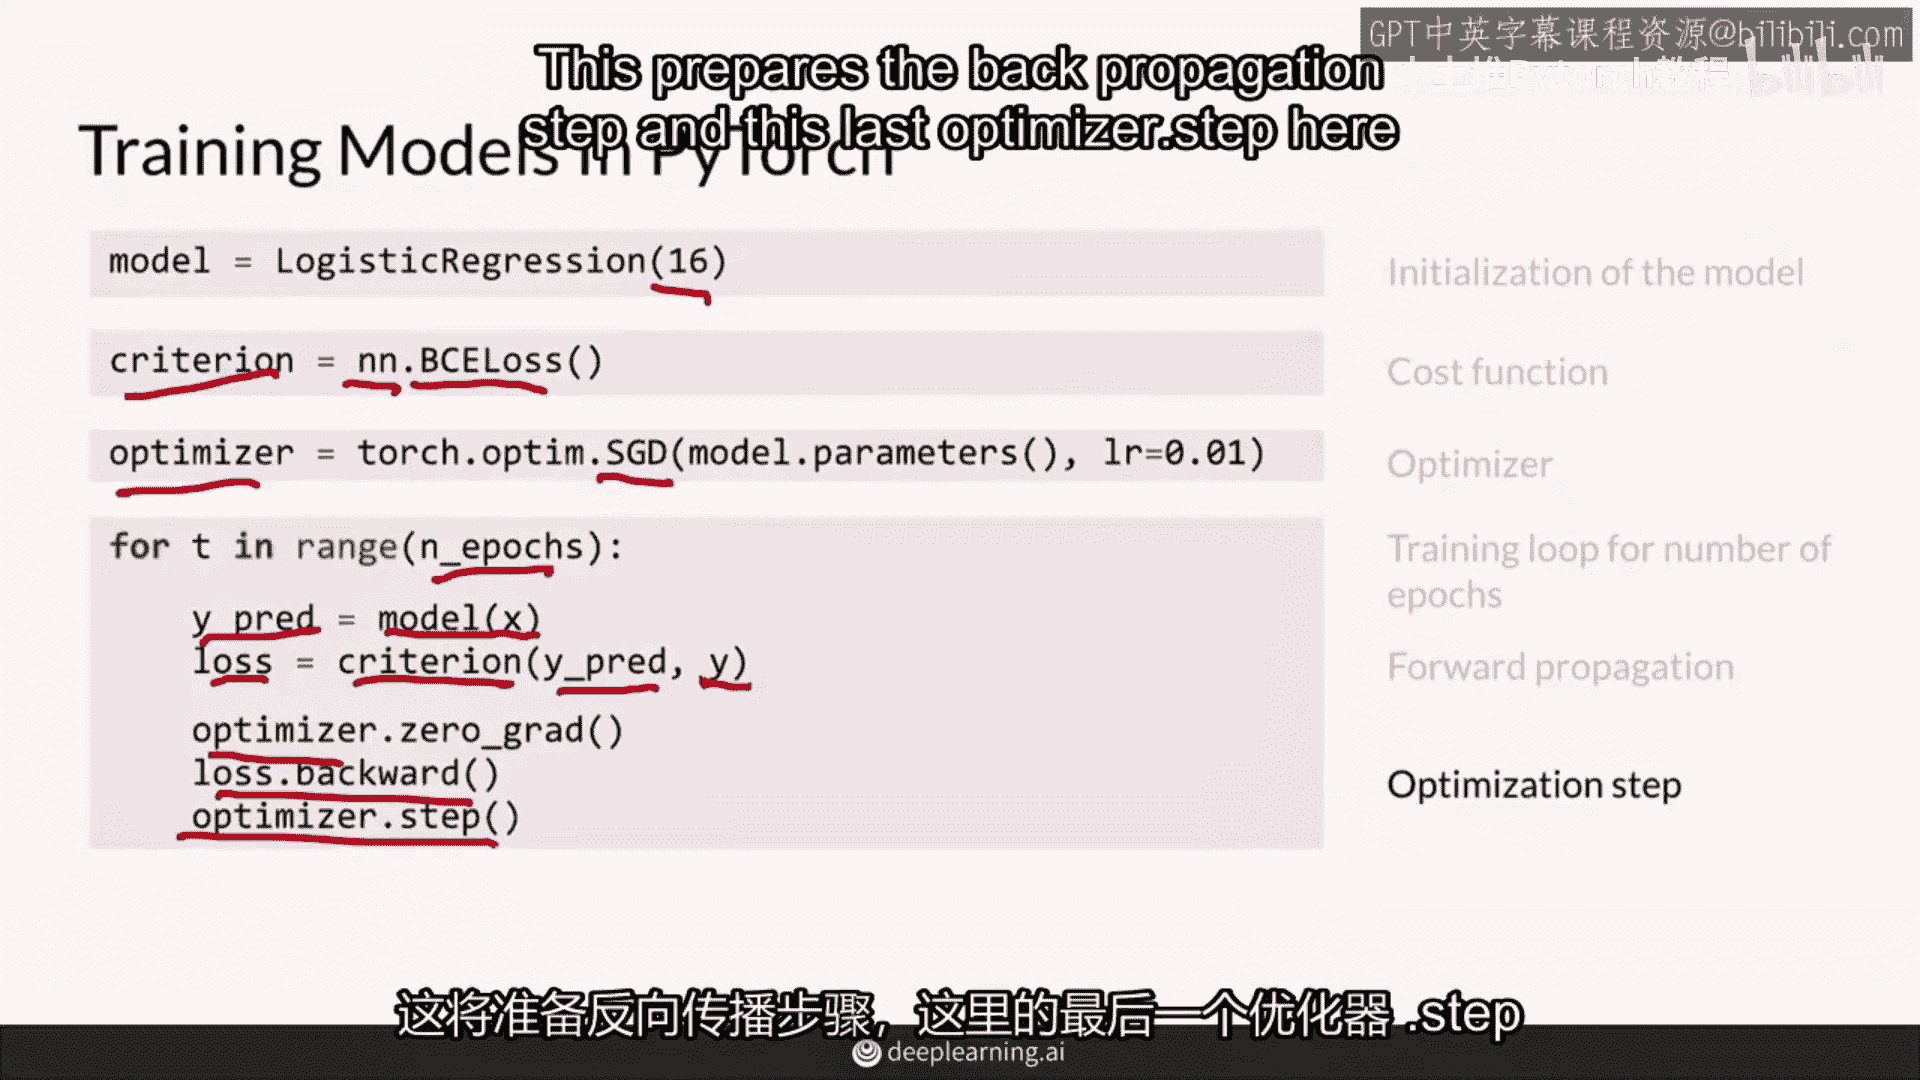 GPT中英字幕课程资源@bilibili.com
This prepares the back propagation
step and this last optimizer.step here
Training Models in PyTorch
model = LogisticRegression(16)
Initialization of the model
criterion = nn.BCELoss()
Cost function
optimizer = torch.optim.SGD(model.parameters(), lr=0.01)
Optimizer
for t in range(n_epochs):
Training loop for number of
epochs
y_pred = model(x)
loss = criterion(y_pred, y)
Forward propagation
optimizer.zero_grad()
loss.backward()
optimizer.step()
Optimization step
这将准备反向传播步骤，这里的最后一个优化器 .step
deeplearning.ai